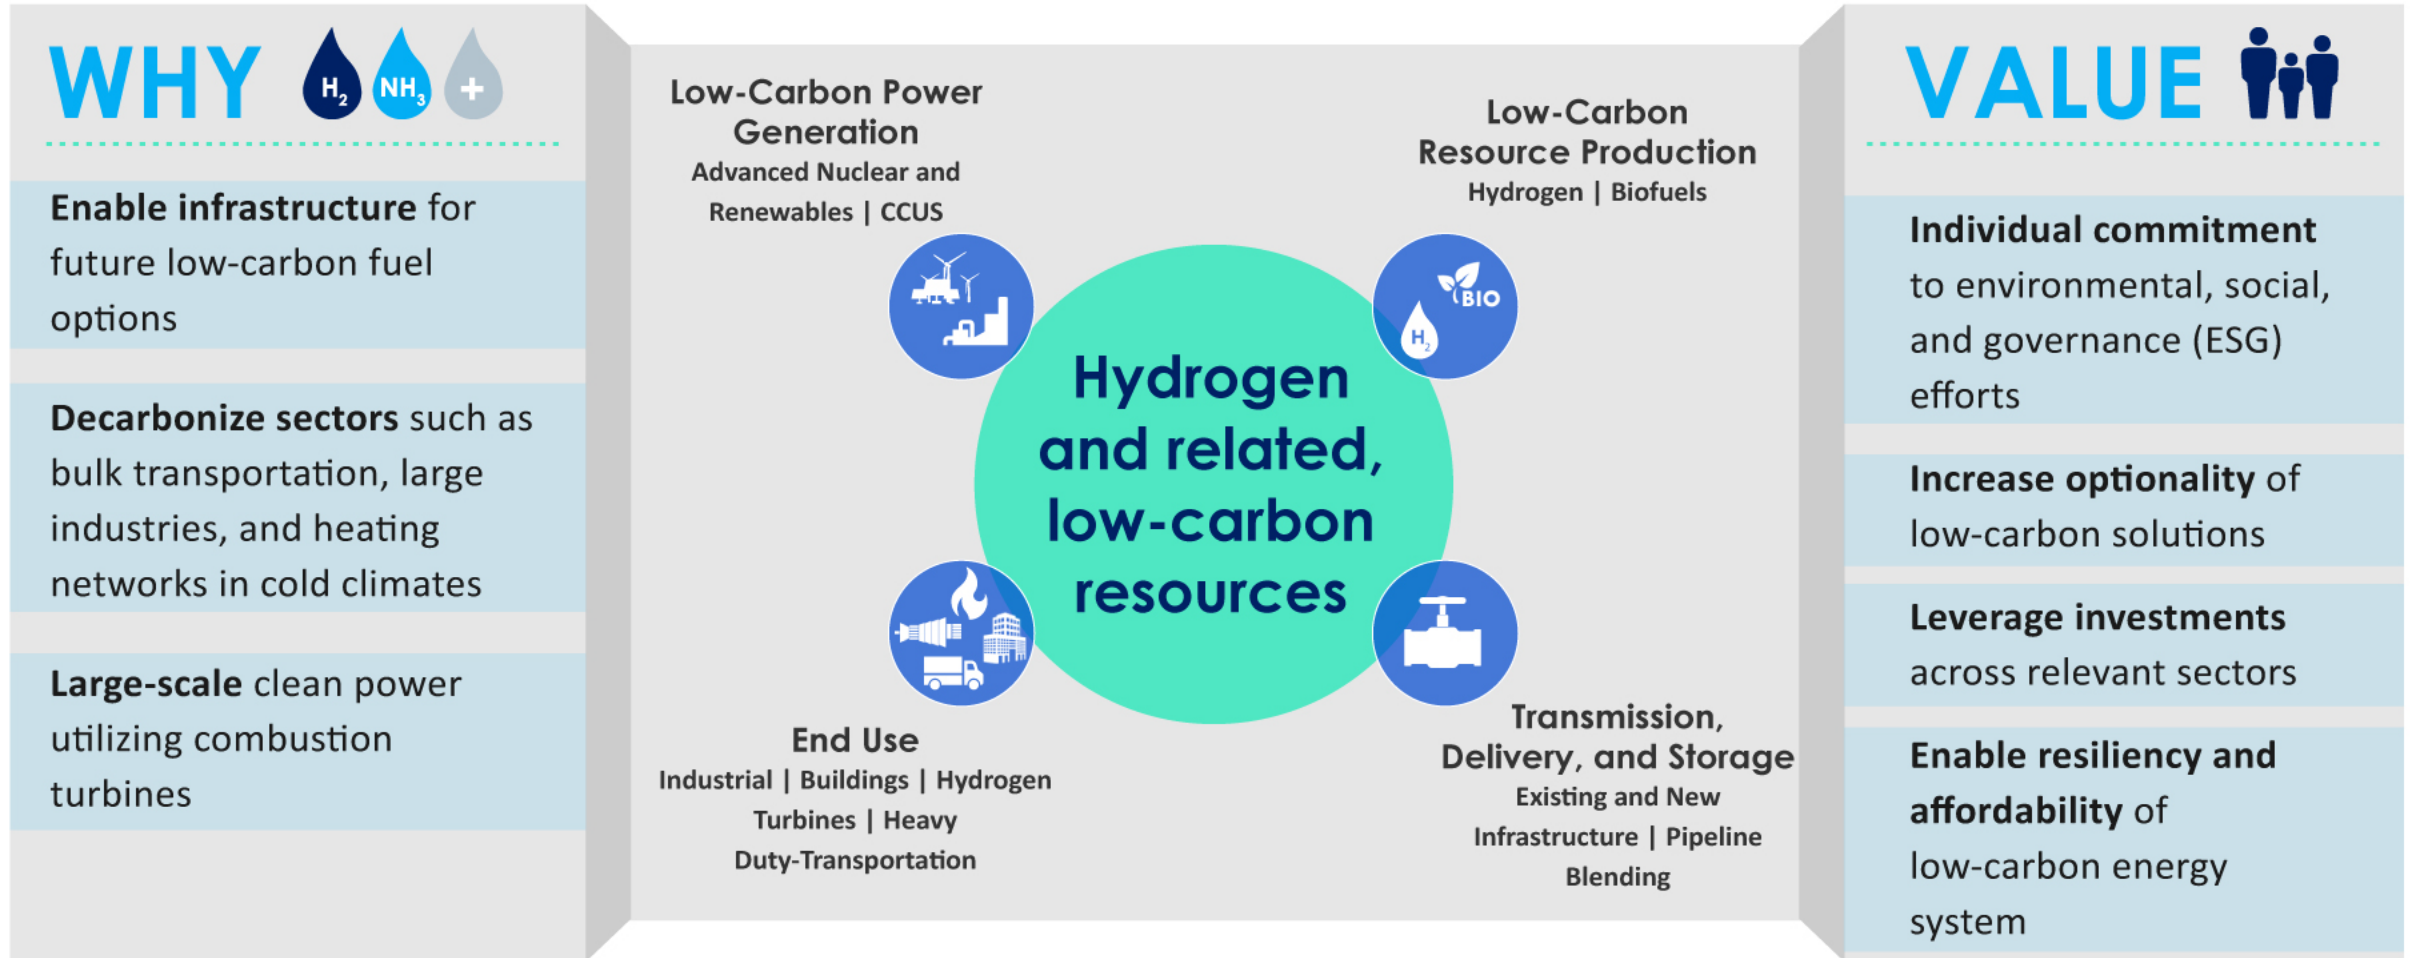 WHY
H2
NH3
+
Enable infrastructure for
future low-carbon fuel
options
Decarbonize sectors such as
bulk transportation, large
industries, and heating
networks in cold climates
Large-scale clean power
utilizing combustion
turbines
Low-Carbon Power
Generation
Advanced Nuclear and
Renewables | CCUS
Low-Carbon
Resource Production
Hydrogen | Biofuels
BIO
H2
Hydrogen
and related,
low-carbon
resources
End Use
Industrial | Buildings | Hydrogen
Turbines | Heavy
Duty-Transportation
Transmission,
Delivery, and Storage
Existing and New
Infrastructure | Pipeline
Blending
VALUE
Individual commitment
to environmental, social,
and governance (ESG)
efforts
Increase optionality of
low-carbon solutions
Leverage investments
across relevant sectors
Enable resiliency and
affordability of
low-carbon energy
system